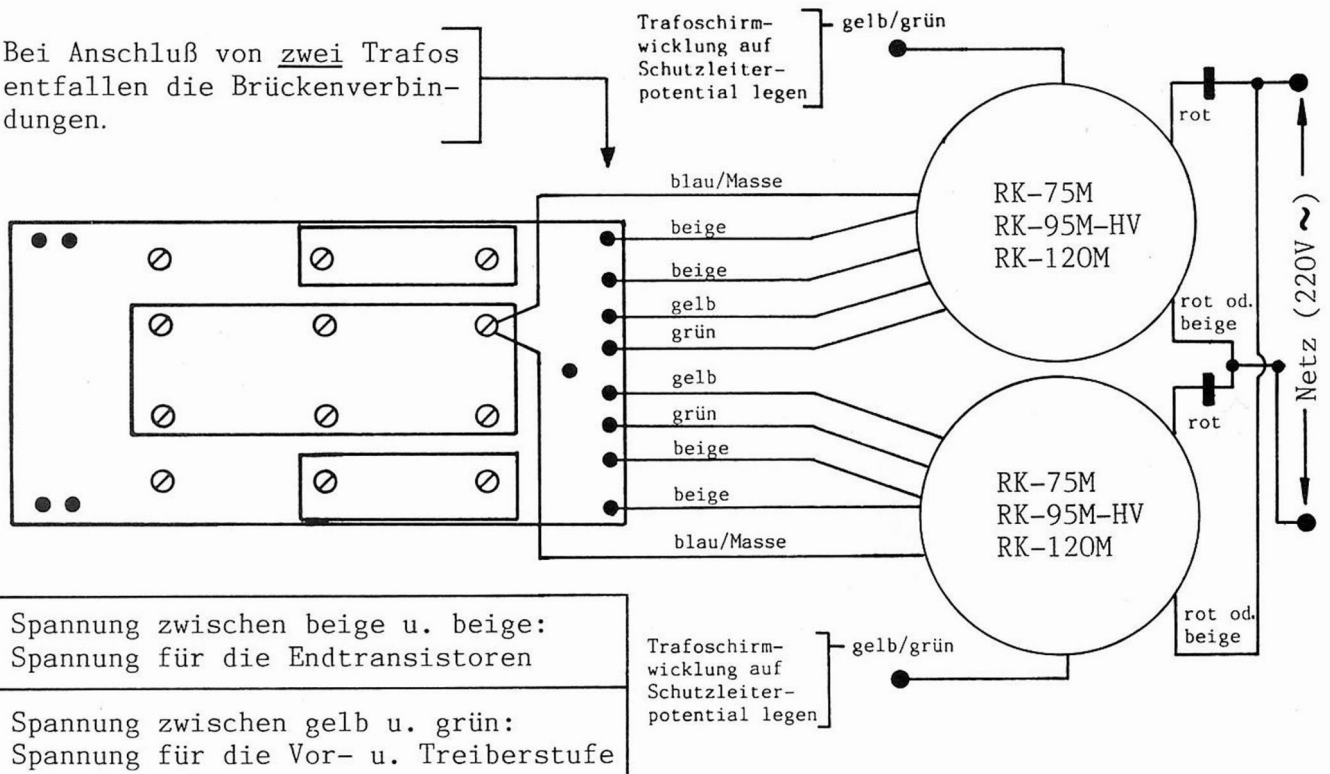 Bei Anschluß von zwei Trafos
entfallen die Brückenverbin-
dungen.
Trafoschirm-
wicklung auf
Schutzleiter-
potential legen
gelb/grün
rot
blau/Masse
beige
beige
gelb
grün
gelb
grün
beige
beige
blau/Masse
RK-75M
RK-95M-HV
RK-120M
rot od.
beige
rot
Netz (220V ~)
RK-75M
RK-95M-HV
RK-120M
rot od.
beige
Trafoschirm-
wicklung auf
Schutzleiter-
potential legen
gelb/grün
Spannung zwischen beige u. beige:
Spannung für die Endtransistoren
Spannung zwischen gelb u. grün:
Spannung für die Vor- u. Treiberstufe